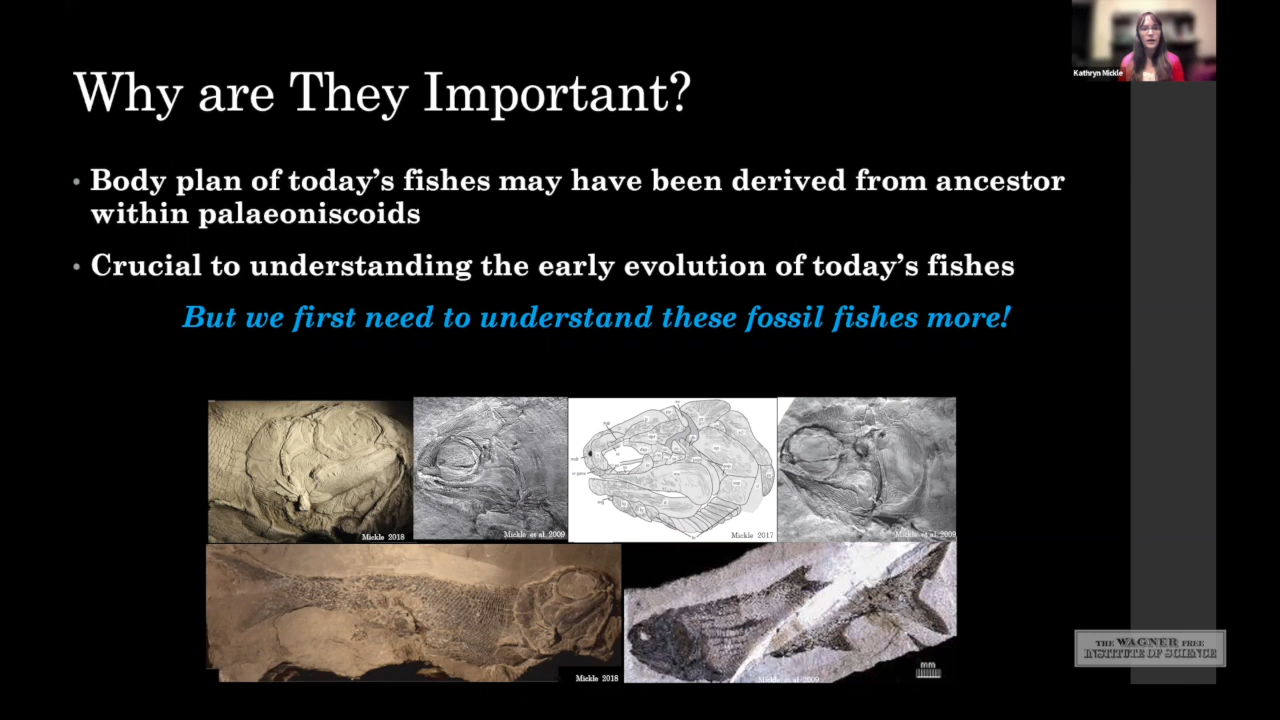 Kathryn Mickle
Why are They Important?
• Body plan of today's fishes may have been derived from ancestor
within palaeoniscoids
• Crucial to understanding the early evolution of today's fishes
But we first need to understand these fossil fishes more!
Mickle 2018
Mickle et al. 2009
Mickle 2017
Mickle et al. 2009
Mickle 2018
Mickle et al. 2009
mm
THE WAGNER FREE
INSTITUTE OF SCIENCE